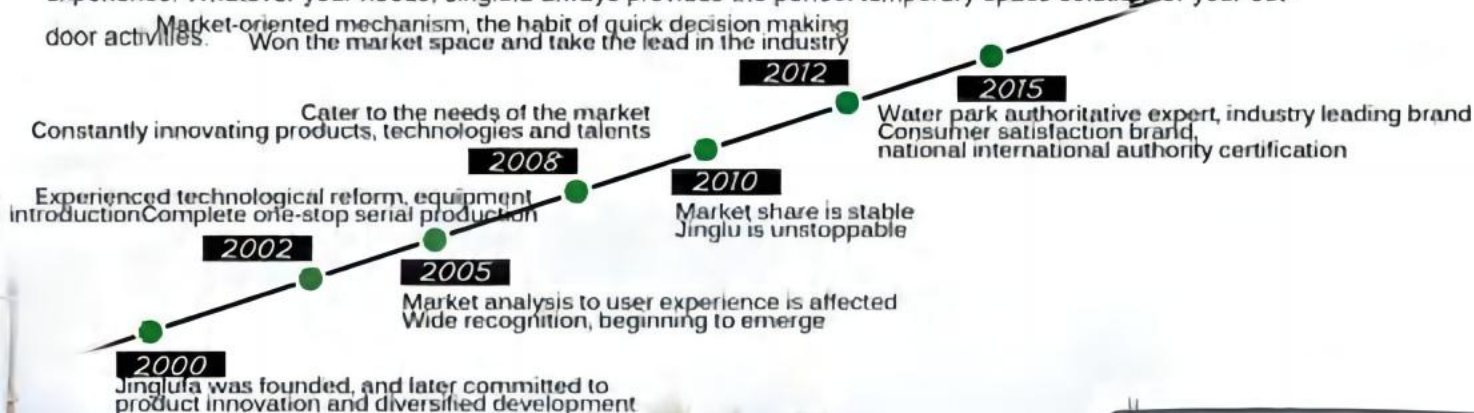 door activities.
Market-oriented mechanism, the habit of quick decision making
Won the market space and take the lead in the industry
2012
2015
Water park authoritative expert, industry leading brand
Consumer satisfaction brand,
national international authority certification
Cater to the needs of the market
Constantly innovating products, technologies and talents
2008
2010
Market share is stable
Jinglu is unstoppable
Experienced technological reform, equipment
introductionComplete one-stop serial production
2002
2005
Market analysis to user experience is affected
Wide recognition, beginning to emerge
2000
Jinglufa was founded, and later committed to
product innovation and diversified development